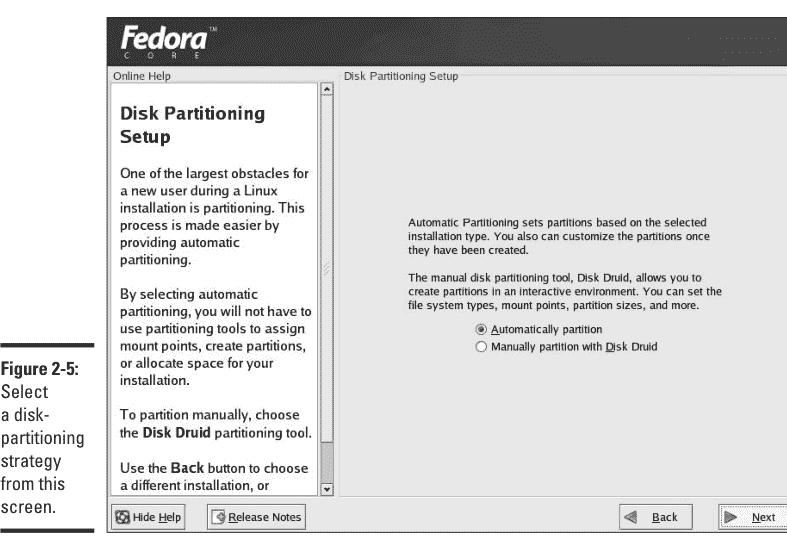 Fedora™
CORE
Online Help
Disk Partitioning
Setup
One of the largest obstacles for
a new user during a Linux
installation is partitioning. This
process is made easier by
providing automatic
partitioning.
By selecting automatic
partitioning, you will not have to
use partitioning tools to assign
mount points, create partitions,
or allocate space for your
installation.
To partition manually, choose
the Disk Druid partitioning tool.
Use the Back button to choose
a different installation, or
Disk Partitioning Setup
Automatic Partitioning sets partitions based on the selected
installation type. You also can customize the partitions once
they have been created.
The manual disk partitioning tool, Disk Druid, allows you to
create partitions in an interactive environment. You can set the
file system types, mount points, partition sizes, and more.
Automatically partition
Manually partition with Disk Druid
Hide Help
Release Notes
Back
Next
Figure 2-5:
Select
a disk-
partitioning
strategy
from this
screen.